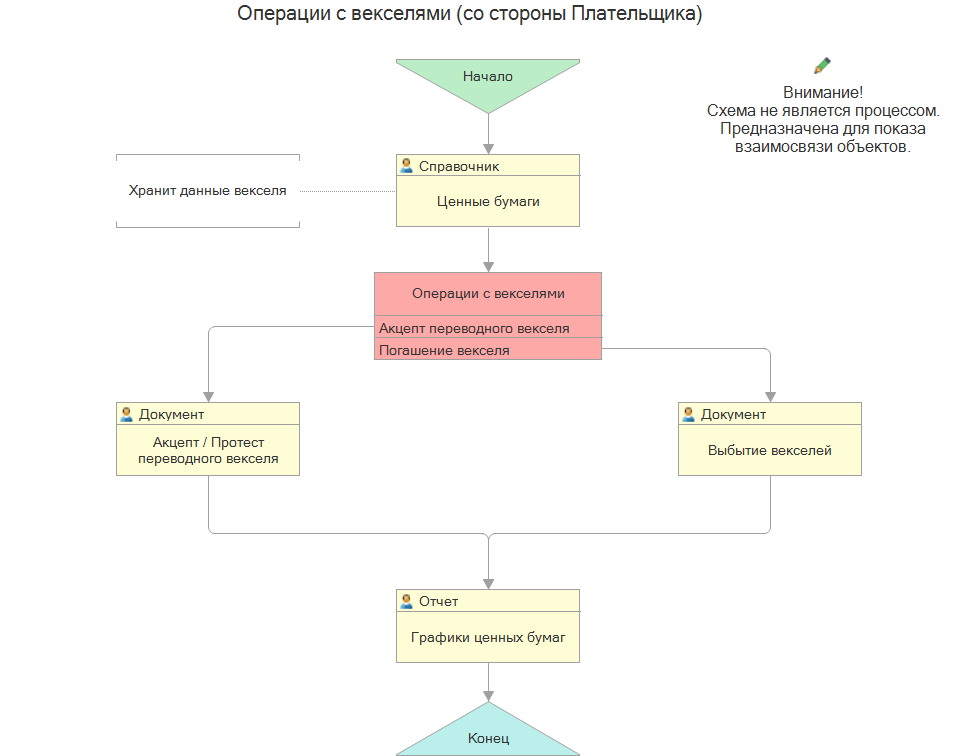 Операции с векселями (со стороны Плательщика)
Начало
Внимание!
Схема не является процессом.
Предназначена для показа
взаимосвязи объектов.
Справочник
Хранит данные векселя
Ценные бумаги
Операции с векселями
Акцепт переводного векселя
Погашение векселя
Документ
Акцепт / Протест
переводного векселя
Документ
Выбытие векселей
Отчет
Графики ценных бумаг
Конец